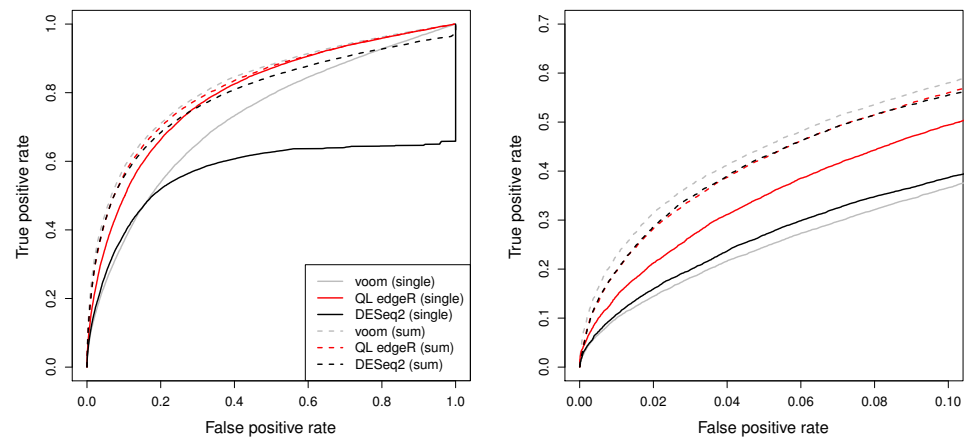 True positive rate
1.0
0.8
0.6
0.4
0.2
0.0
voom (single)
QL edgeR (single)
DESeq2 (single)
voom (sum)
QL edgeR (sum)
DESeq2 (sum)
0.0 0.2 0.4 0.6 0.8 1.0
False positive rate
True positive rate
0.7
0.6
0.5
0.4
0.3
0.2
0.1
0.0
0.00 0.02 0.04 0.06 0.08 0.10
False positive rate